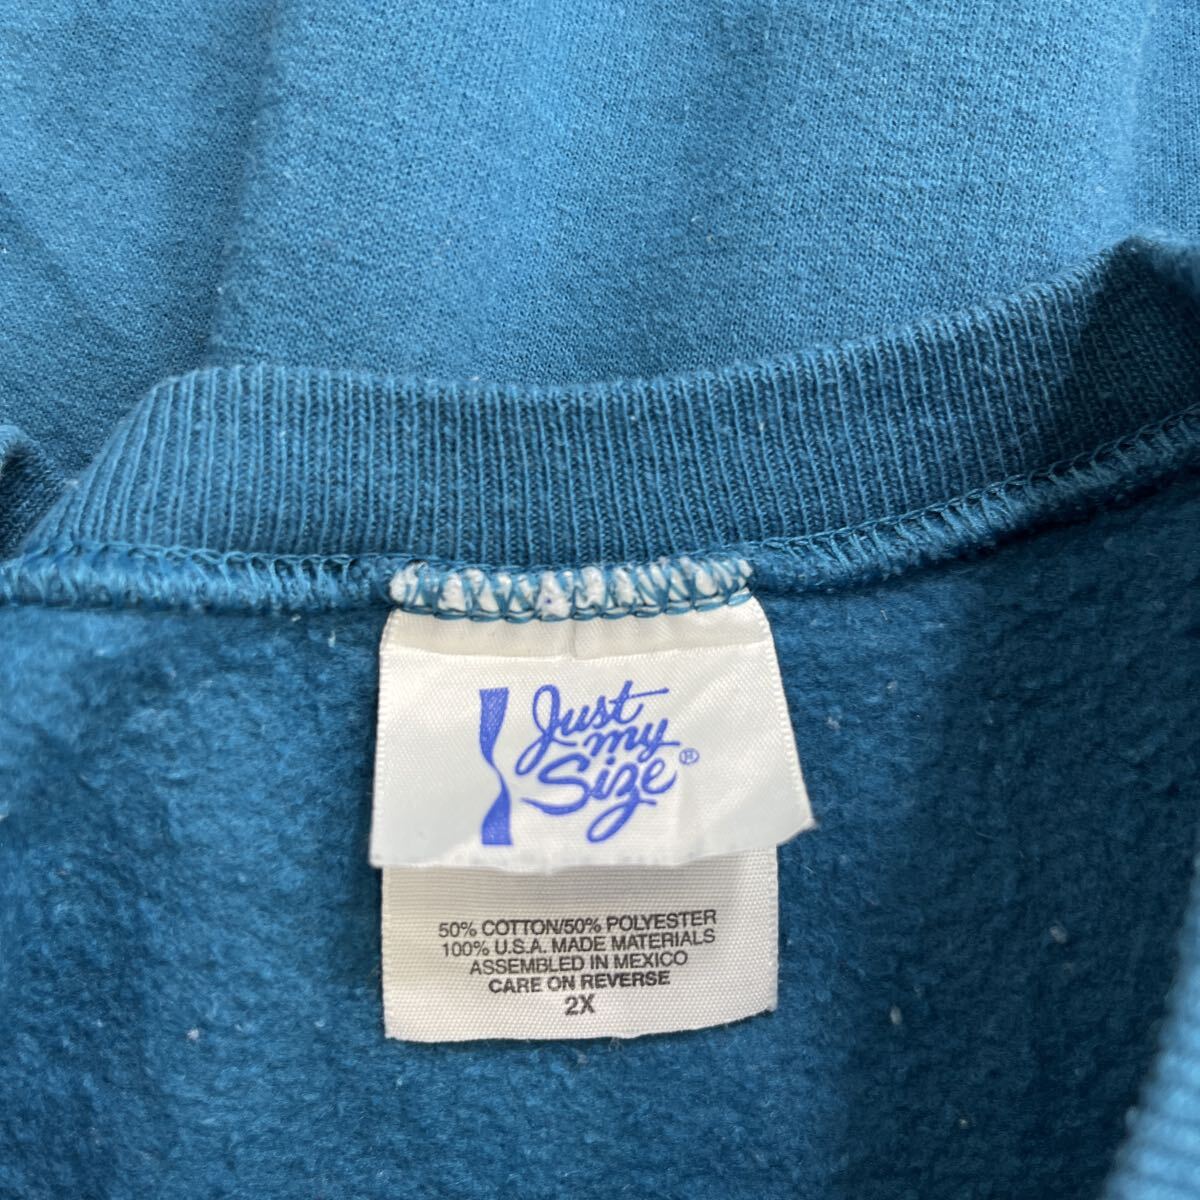 Just
my
Size®
50% COTTON/50% POLYESTER
100% U.S.A. MADE MATERIALS
ASSEMBLED IN MEXICO
CARE ON REVERSE
2X